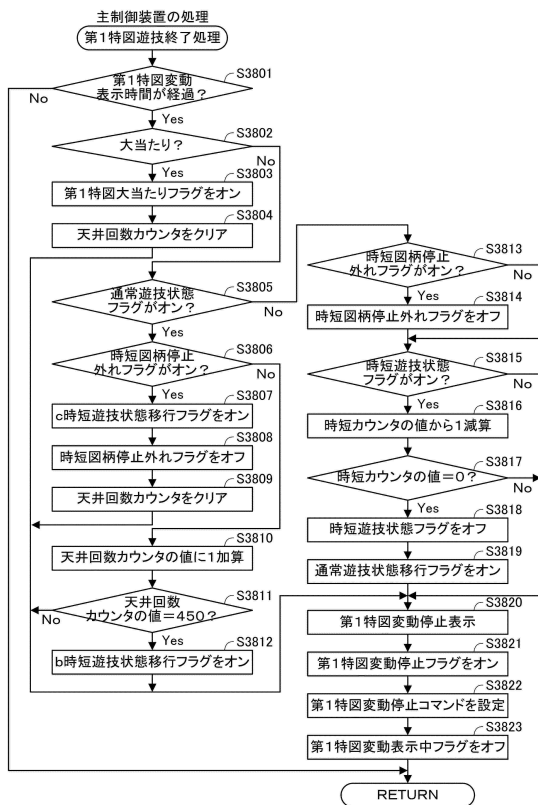 主制御装置の処理
第1特図遊技終了処理
S3801
第1特図変動
表示時間が経過?
No
Yes
S3802
大当たり?
No
Yes
S3803
第1特図大当たりフラグをオン
S3804
天井回数カウンタをクリア
S3805
通常遊技状態
フラグがオン?
No
Yes
S3806
時短図柄停止
外れフラグがオン?
No
Yes
S3807
c時短遊技状態移行フラグをオン
S3808
時短図柄停止外れフラグをオフ
S3809
天井回数カウンタをクリア
S3810
天井回数カウンタの値に1加算
S3811
天井回数
カウンタの値=450?
No
Yes
S3812
b時短遊技状態移行フラグをオン
S3813
時短図柄停止
外れフラグがオン?
No
Yes
S3814
時短図柄停止外れフラグをオフ
S3815
時短遊技状態
フラグがオン?
No
Yes
S3816
時短カウンタの値から1減算
S3817
時短カウンタの値=0?
No
Yes
S3818
時短遊技状態フラグをオフ
S3819
通常遊技状態移行フラグをオン
S3820
第1特図変動停止表示
S3821
第1特図変動停止フラグをオン
S3822
第1特図変動停止コマンドを設定
S3823
第1特図変動表示中フラグをオフ
RETURN